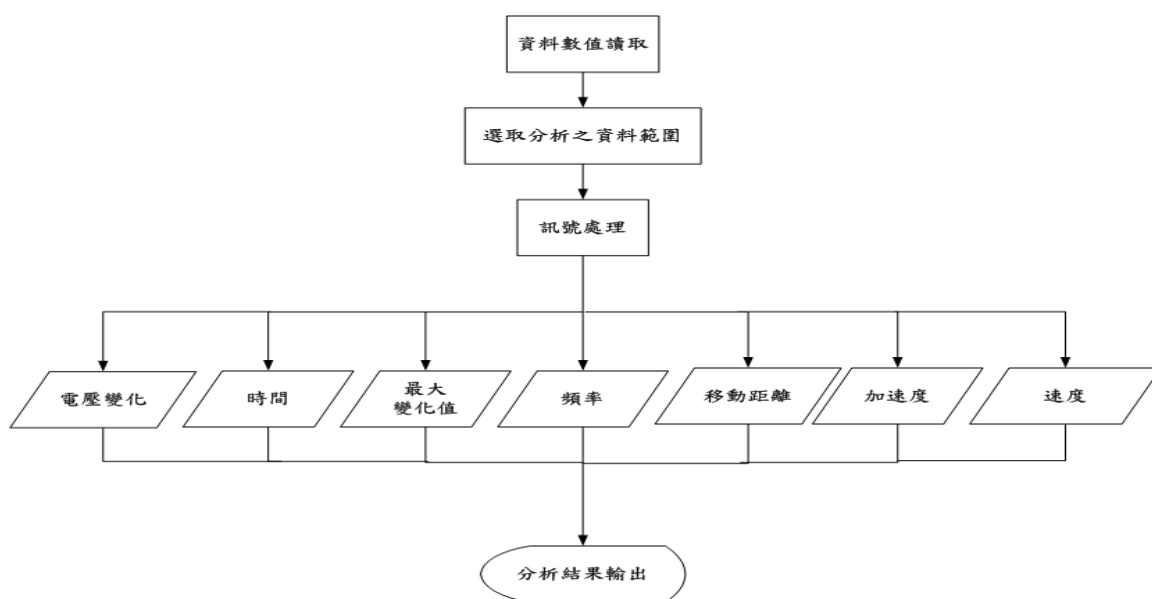 資料數值讀取
選取分析之資料範圍
訊號處理
電壓變化
時間
最大
變化值
頻率
移動距離
加速度
速度
分析結果輸出